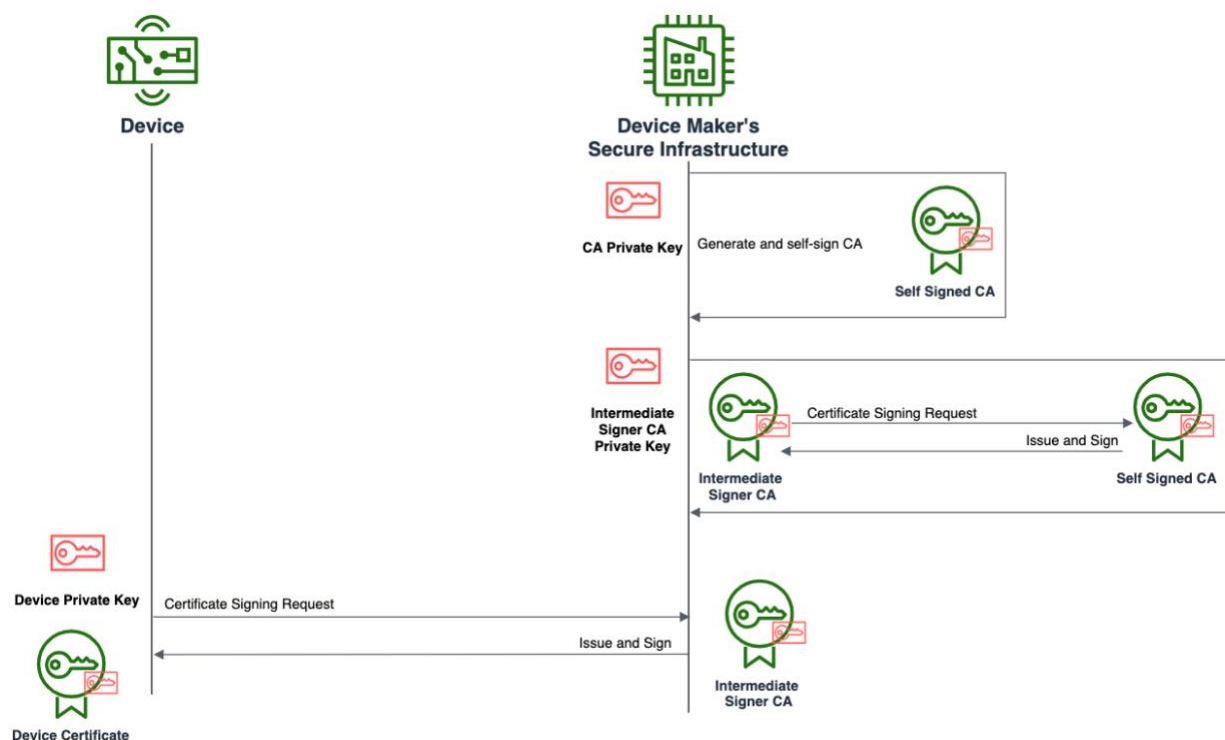 Device
Device Maker's
Secure Infrastructure
CA Private Key
Generate and self-sign CA
Self Signed CA
Intermediate
Signer CA
Private Key
Certificate Signing Request
Issue and Sign
Intermediate
Signer CA
Self Signed CA
Device Private Key
Certificate Signing Request
Issue and Sign
Intermediate
Signer CA
Device Certificate